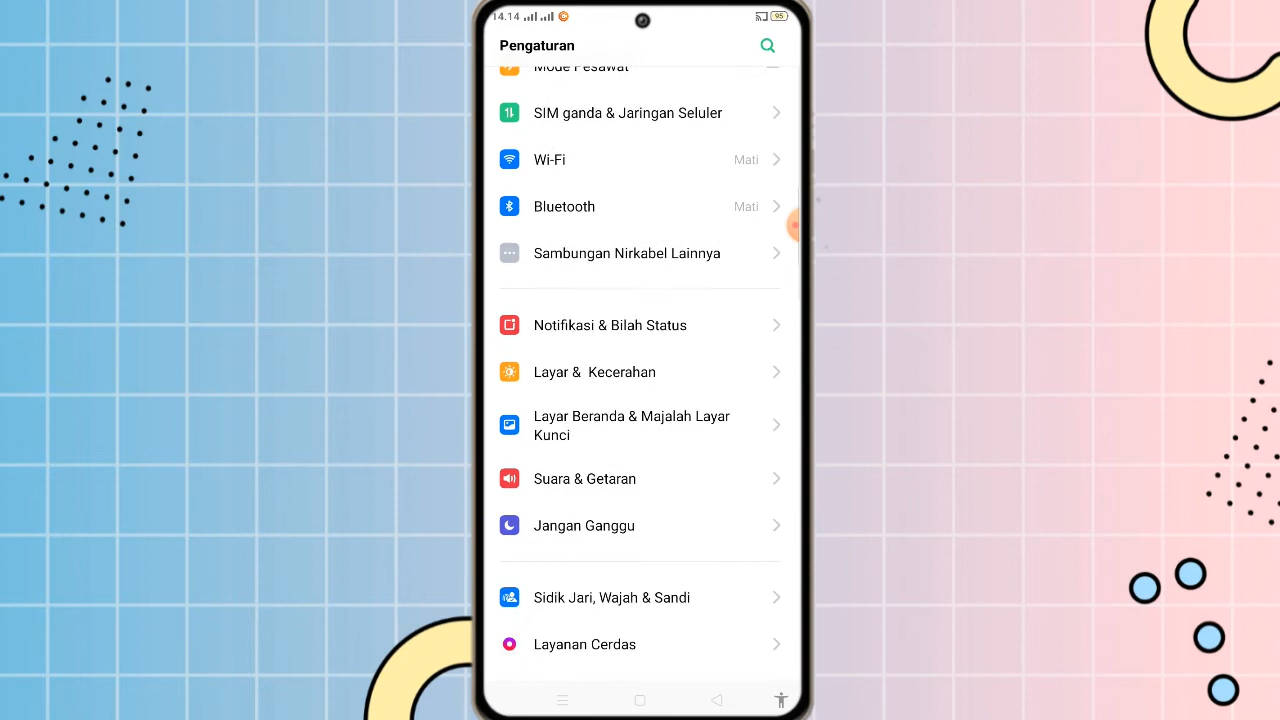 14.14
95
Pengaturan
Mode Pesawat
SIM ganda & Jaringan Seluler
Wi-Fi
Mati
Bluetooth
Mati
Sambungan Nirkabel Lainnya
Notifikasi & Bilah Status
Layar & Kecerahan
Layar Beranda & Majalah Layar
Kunci
Suara & Getaran
Jangan Ganggu
Sidik Jari, Wajah & Sandi
Layanan Cerdas